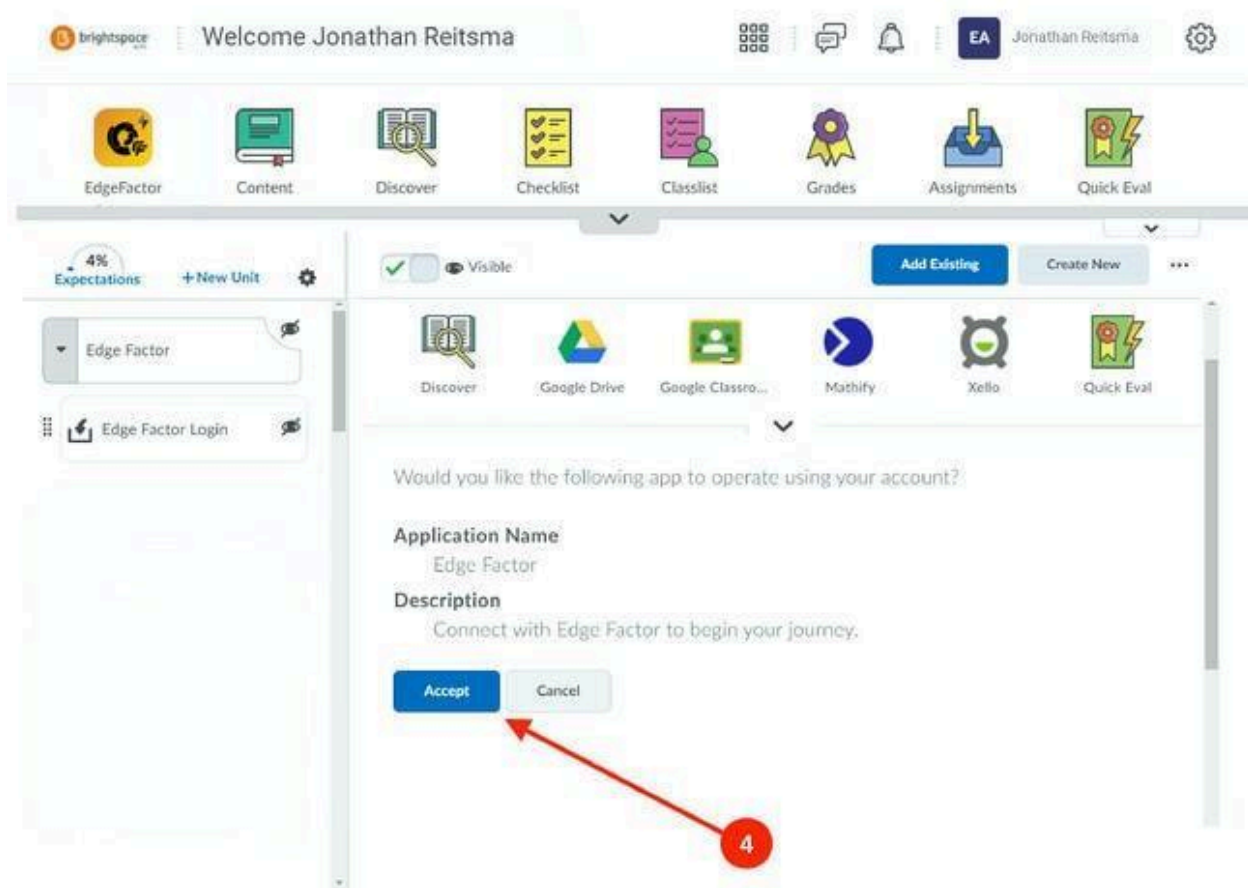 brightspace
Welcome Jonathan Reitsma
EA
Jonathan Reitsma
EdgeFactor
Content
Discover
Checklist
Classlist
Grades
Assignments
Quick Eval
4%
Expectations
+ New Unit
Visible
Add Existing
Create New
Edge Factor
Edge Factor Login
Discover
Google Drive
Google Classro...
Mathify
Xello
Quick Eval
Would you like the following app to operate using your account?
Application Name
Edge Factor
Description
Connect with Edge Factor to begin your journey.
Accept
Cancel
4